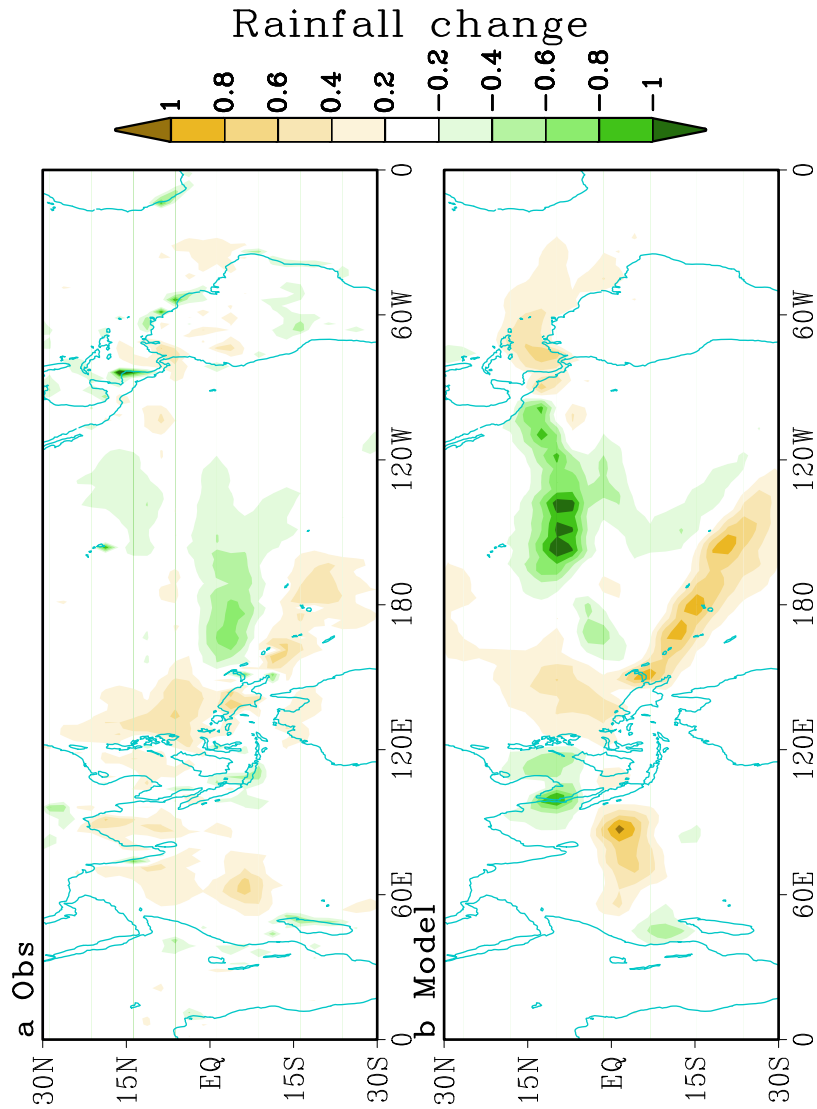 Rainfall change
1
0.8
0.6
0.4
0.2
-0.2
-0.4
-0.6
-0.8
-1
a Obs
30N
15N
EQ
15S
30S
0
60E
120E
180
120W
60W
0
b Model
30N
15N
EQ
15S
30S
0
60E
120E
180
120W
60W
0